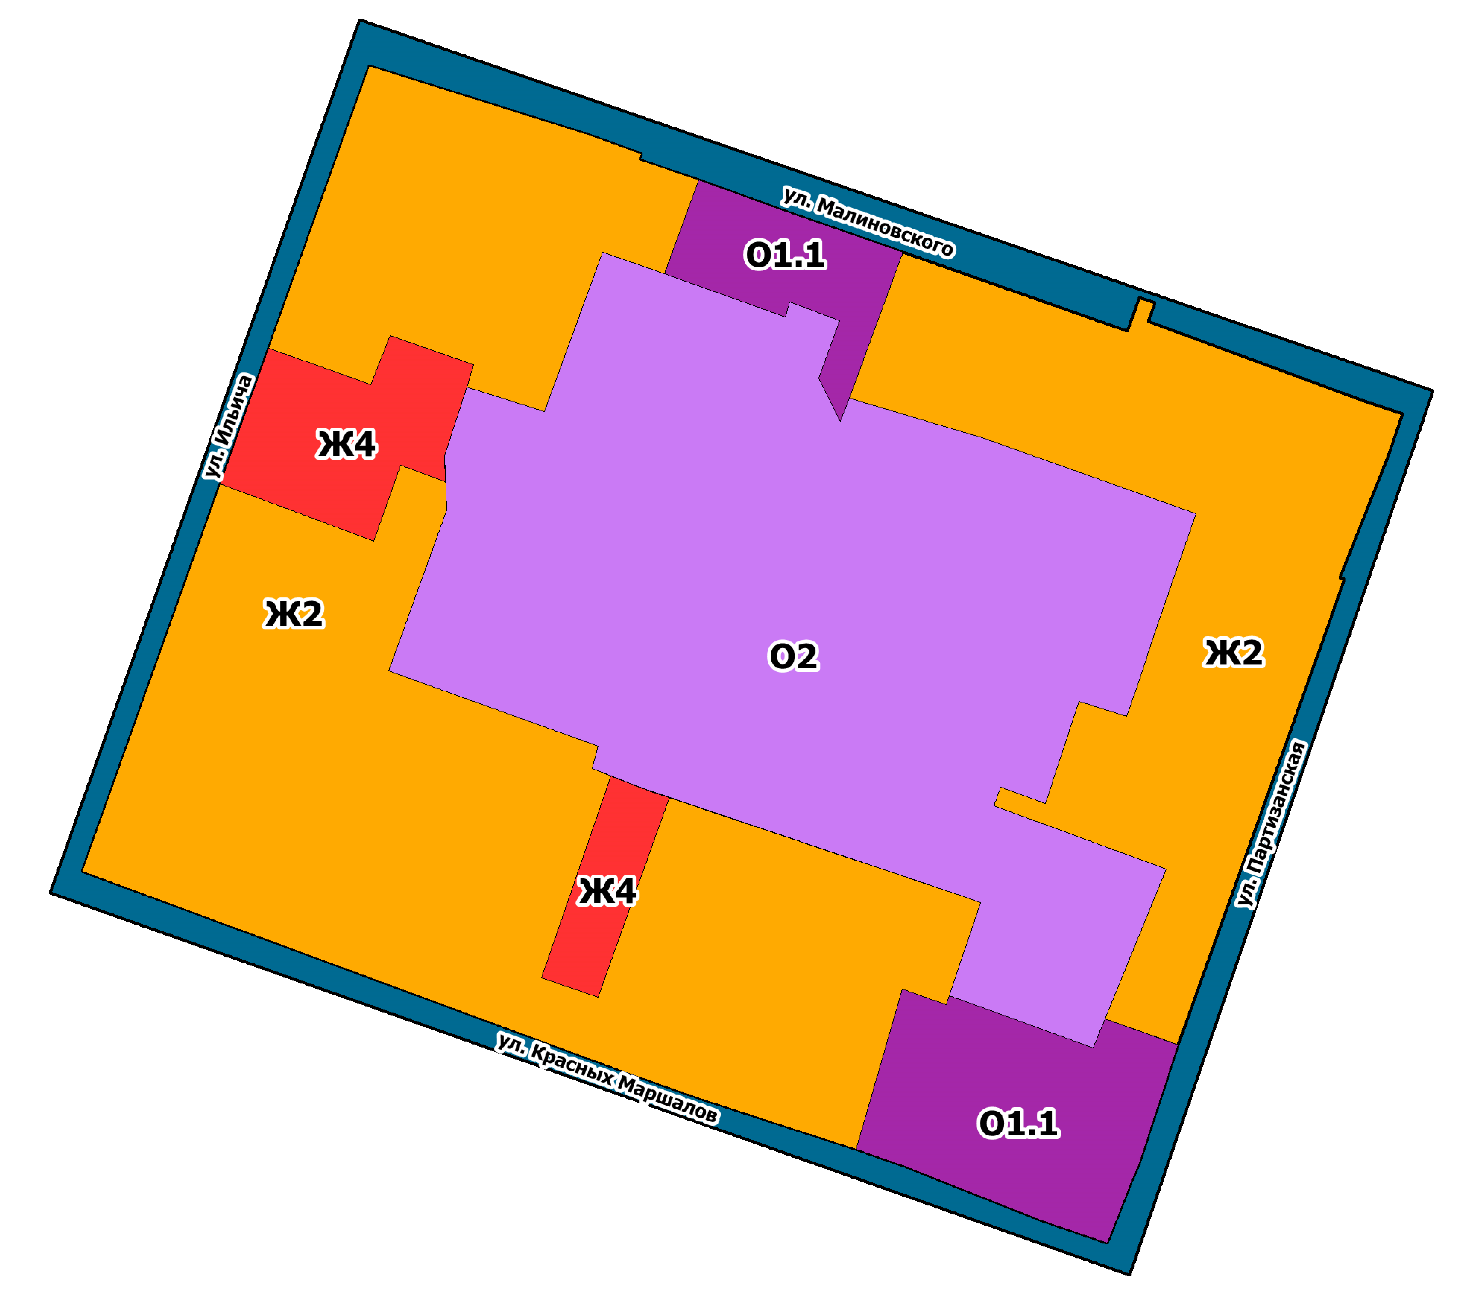 ул. Малиновского
О1.1
ул. Ильича
Ж4
Ж2
О2
Ж2
ул. Партизанская
Ж4
ул. Красных Маршалов
О1.1